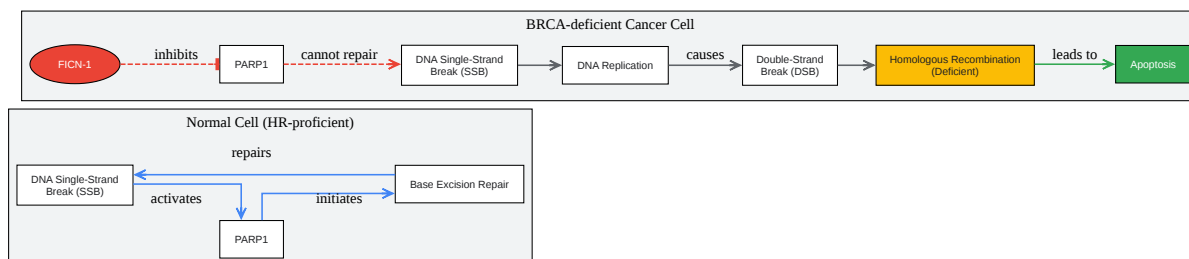 BRCA-deficient Cancer Cell
FICN-1
inhibits
PARP1
cannot repair
DNA Single-Strand
Break (SSB)
DNA Replication
causes
Double-Strand
Break (DSB)
Homologous Recombination
(Deficient)
leads to
Apoptosis
Normal Cell (HR-proficient)
repairs
DNA Single-Strand
Break (SSB)
Base Excision Repair
activates
initiates
PARP1